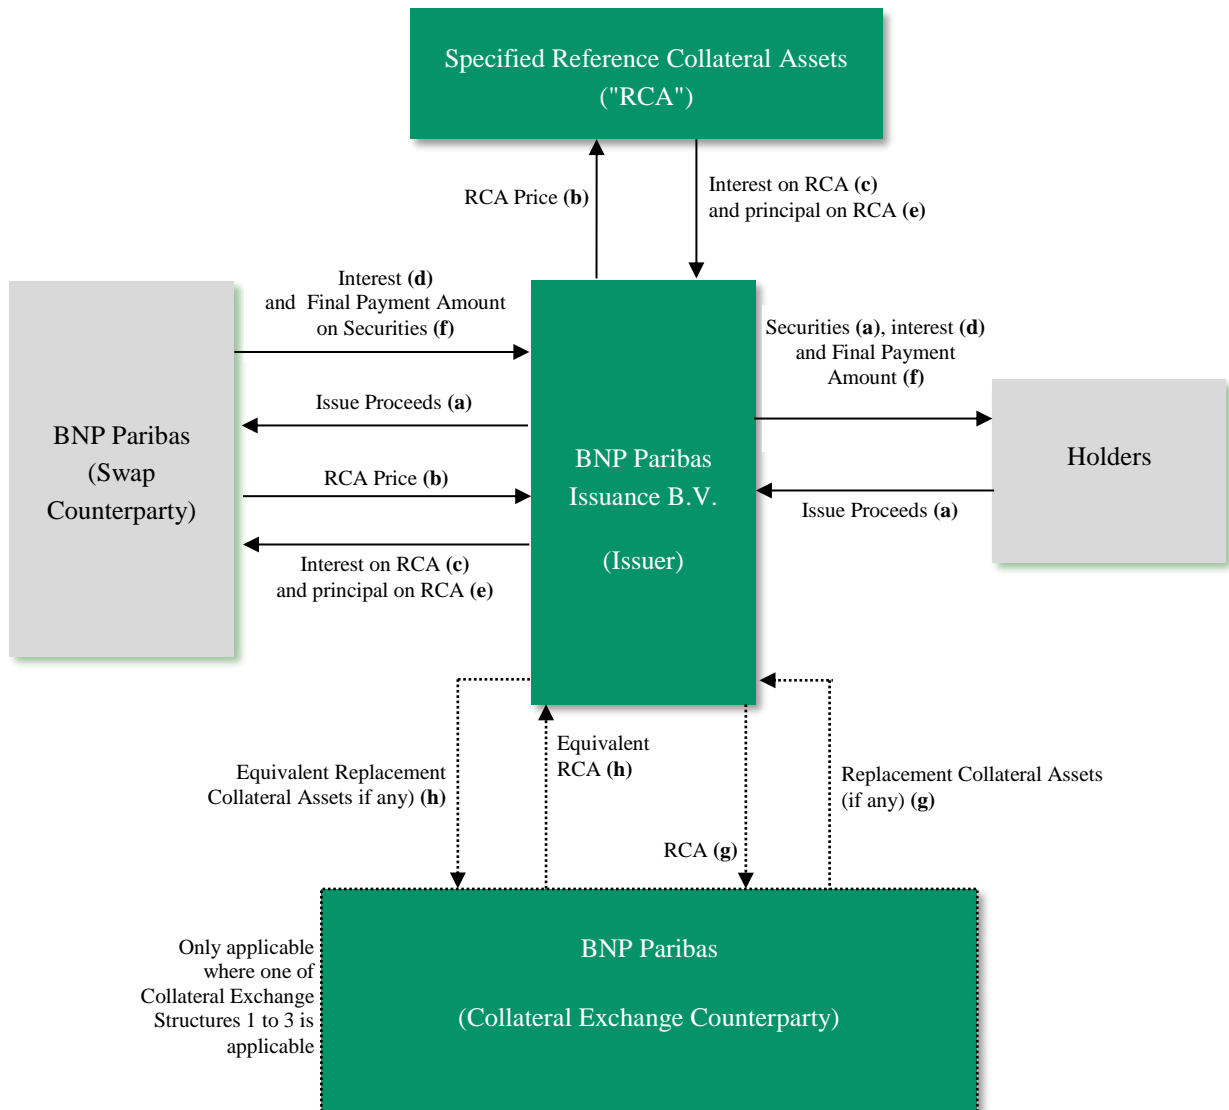 Specified Reference Collateral Assets
("RCA")
RCA Price (b)
Interest on RCA (c)
and principal on RCA (e)
Interest (d)
and Final Payment Amount
on Securities (f)
Issue Proceeds (a)
RCA Price (b)
Interest on RCA (c)
and principal on RCA (e)
BNP Paribas
(Swap
Counterparty)
BNP Paribas
Issuance B.V.
(Issuer)
Securities (a), interest (d)
and Final Payment
Amount (f)
Issue Proceeds (a)
Holders
Equivalent Replacement
Collateral Assets if any) (h)
Equivalent
RCA (h)
RCA (g)
Replacement Collateral Assets
(if any) (g)
Only applicable
where one of
Collateral Exchange
Structures 1 to 3 is
applicable
BNP Paribas
(Collateral Exchange Counterparty)